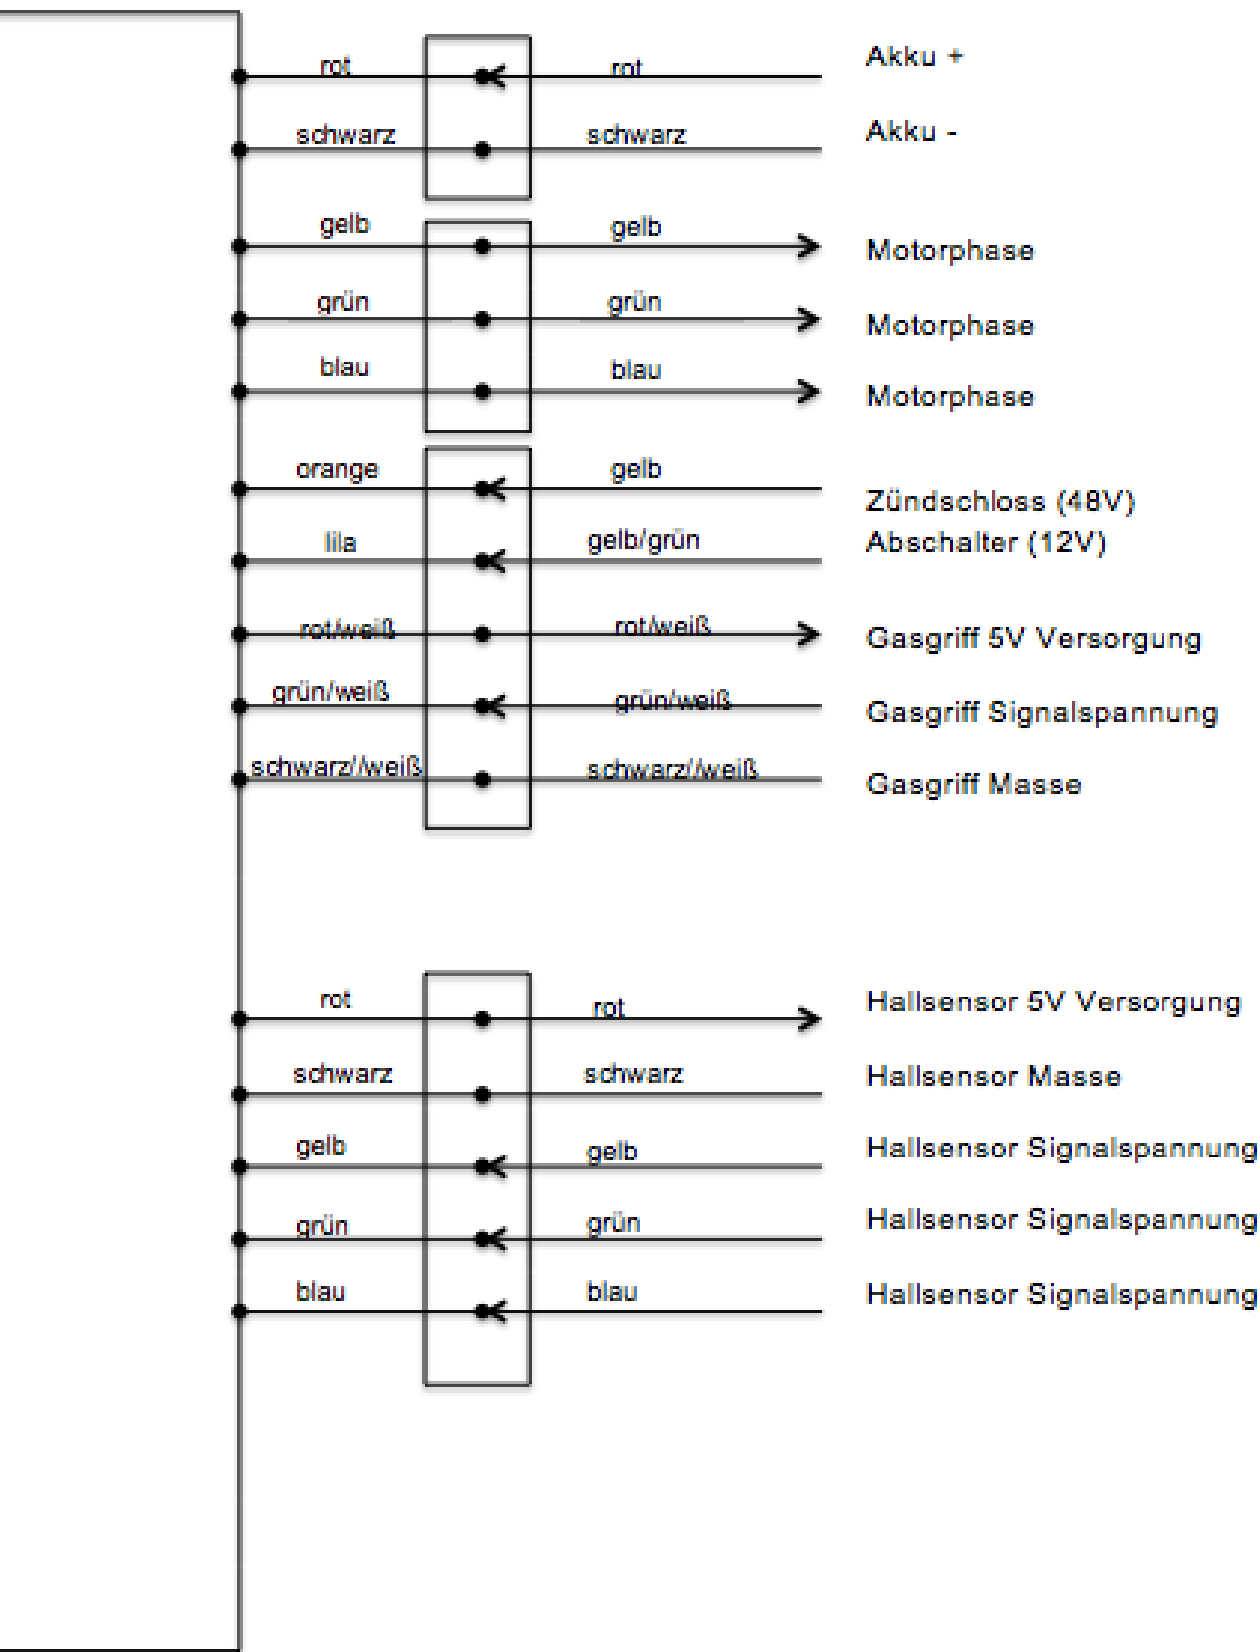 rot rot Akku +
schwarz schwarz Akku -
gelb gelb Motorphase
grün grün Motorphase
blau blau Motorphase
orange gelb Zündschloss (48V)
lila gelb/grün Abschalter (12V)
rot/weiß rot/weiß Gasgriff 5V Versorgung
grün/weiß grün/weiß Gasgriff Signalspannung
schwarz//weiß schwarz//weiß Gasgriff Masse
rot rot Hallsensor 5V Versorgung
schwarz schwarz Hallsensor Masse
gelb gelb Hallsensor Signalspannung
grün grün Hallsensor Signalspannung
blau blau Hallsensor Signalspannung